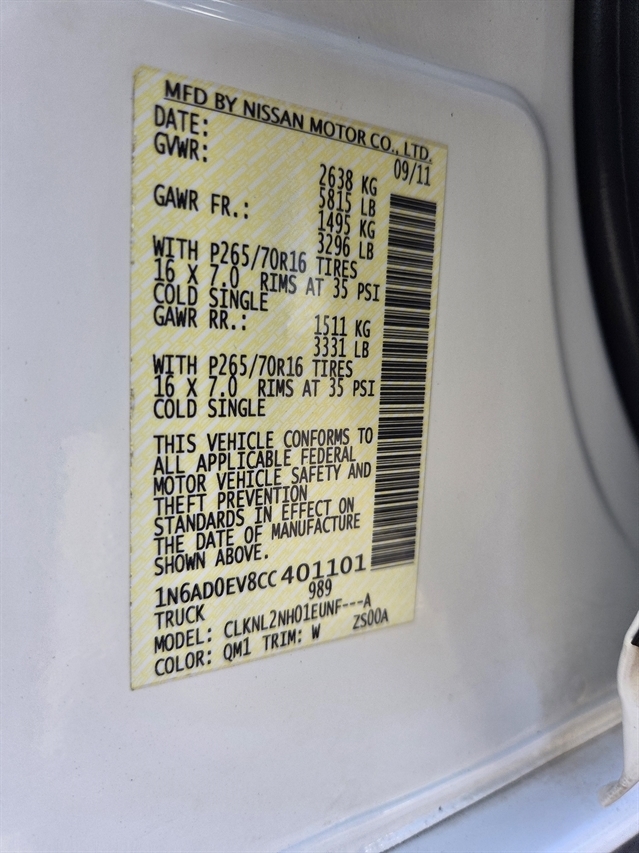 MFD BY NISSAN MOTOR CO., LTD.
DATE: 09/11
GVWR: 2638 KG
5815 LB
GAWR FR.: 1495 KG
3296 LB
WITH P265/70R16 TIRES
16 X 7.0 RIMS AT 35 PSI
COLD SINGLE
GAWR RR.: 1511 KG
3331 LB
WITH P265/70R16 TIRES
16 X 7.0 RIMS AT 35 PSI
COLD SINGLE
THIS VEHICLE CONFORMS TO
ALL APPLICABLE FEDERAL
MOTOR VEHICLE SAFETY AND
THEFT PREVENTION
STANDARDS IN EFFECT ON
THE DATE OF MANUFACTURE
SHOWN ABOVE.
1N6AD0EV8CC401101
TRUCK 989
MODEL: CLKNL2NH01EUNF---A
COLOR: QM1 TRIM: W ZS00A